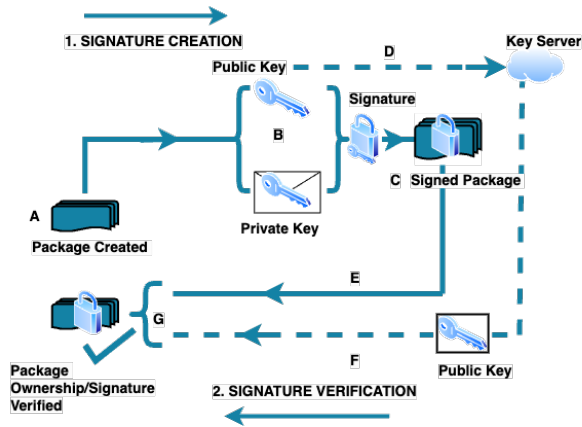 1. SIGNATURE CREATION
D
Key Server
Public Key
Signature
B
A
C
Signed Package
Package Created
Private Key
E
G
F
Public Key
Package
Ownership/Signature
Verified
2. SIGNATURE VERIFICATION